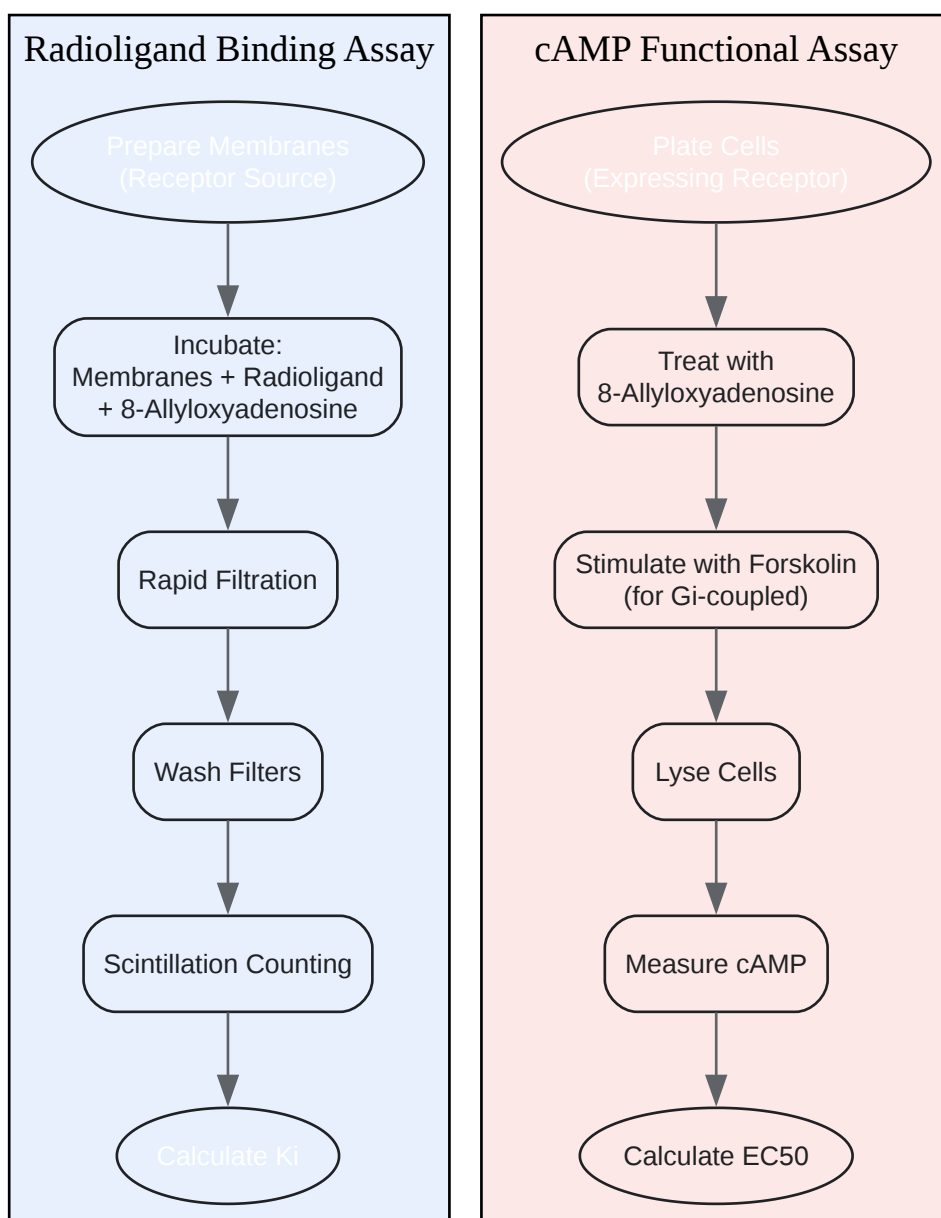 Radioligand Binding Assay
Prepare Membranes
(Receptor Source)
Incubate:
Membranes + Radioligand
+ 8-Allyloxyadenosine
Rapid Filtration
Wash Filters
Scintillation Counting
Calculate Ki
cAMP Functional Assay
Plate Cells
(Expressing Receptor)
Treat with
8-Allyloxyadenosine
Stimulate with Forskolin
(for Gi-coupled)
Lyse Cells
Measure cAMP
Calculate EC50